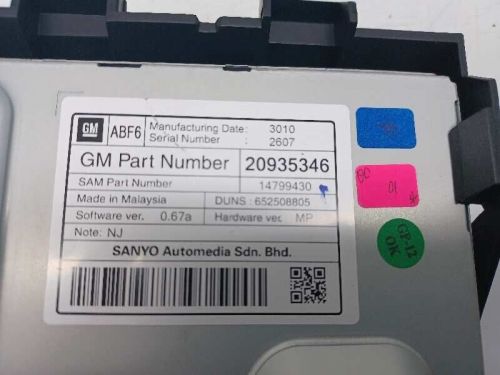 GM ABF6 Manufacturing Date: 3010
Serial Number 2607
GM Part Number 20935346
SAM Part Number 14799430
Made in Malaysia DUNS : 652508805
Software ver. 0.67a Hardware ver. MP
Note: NJ
SANYO Automedia Sdn. Bhd.
01
GP-12
OK